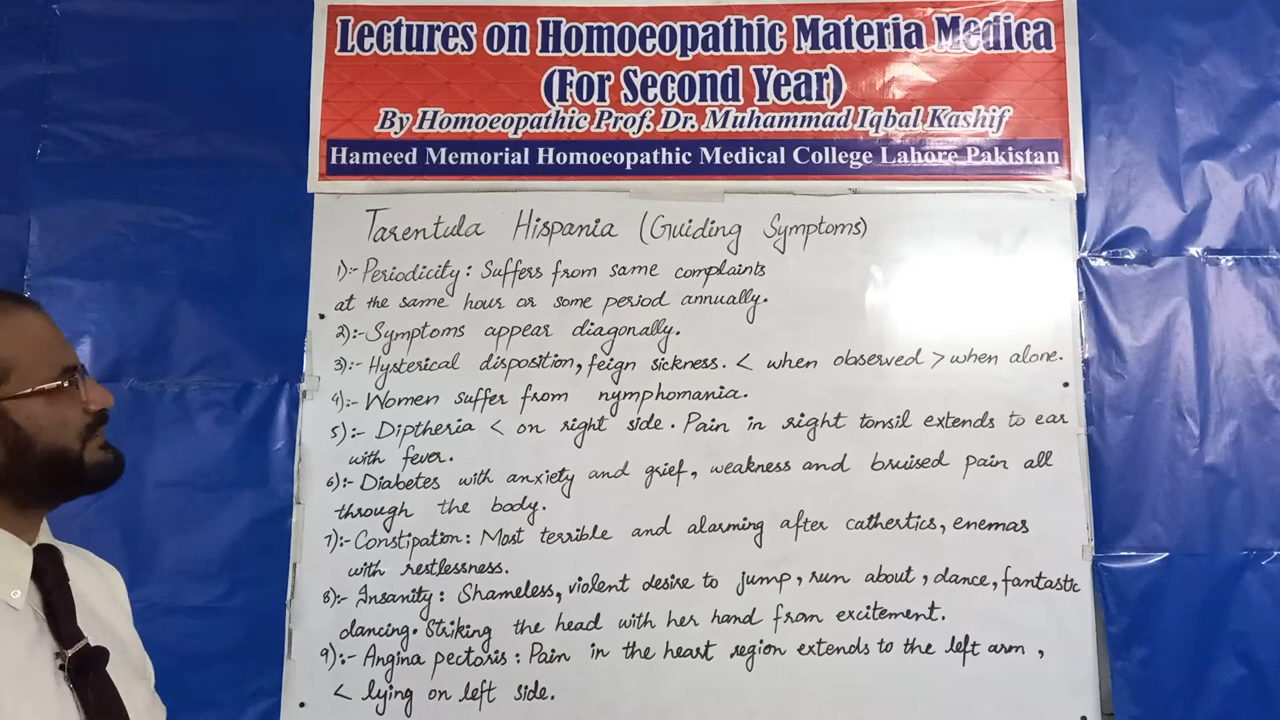 Lectures on Homoeopathic Materia Medica
(For Second Year)
By Homoeopathic Prof. Dr. Muhammad Iqbal Kashif
Hameed Memorial Homoeopathic Medical College Lahore Pakistan
Tarentula Hispania (Guiding Symptoms)
1):- Periodicity: Suffers from same complaints
at the same hour or some period annually.
2):- Symptoms appear diagonally.
3):- Hysterical disposition, feign sickness. < when observed > when alone.
4):- Women suffer from nymphomania.
5):- Diptheria < on right side. Pain in right tonsil extends to ear
with fever.
6):- Diabetes with anxiety and grief, weakness and bruised pain all
through the body.
7):- Constipation: Most terrible and alarming after cathertics, enemas
with restlessness.
8):- Insanity: Shameless, violent desire to jump, run about, dance, fantastic
dancing. Striking the head with her hand from excitement.
9):- Angina pectoris: Pain in the heart region extends to the left arm,
< lying on left side.